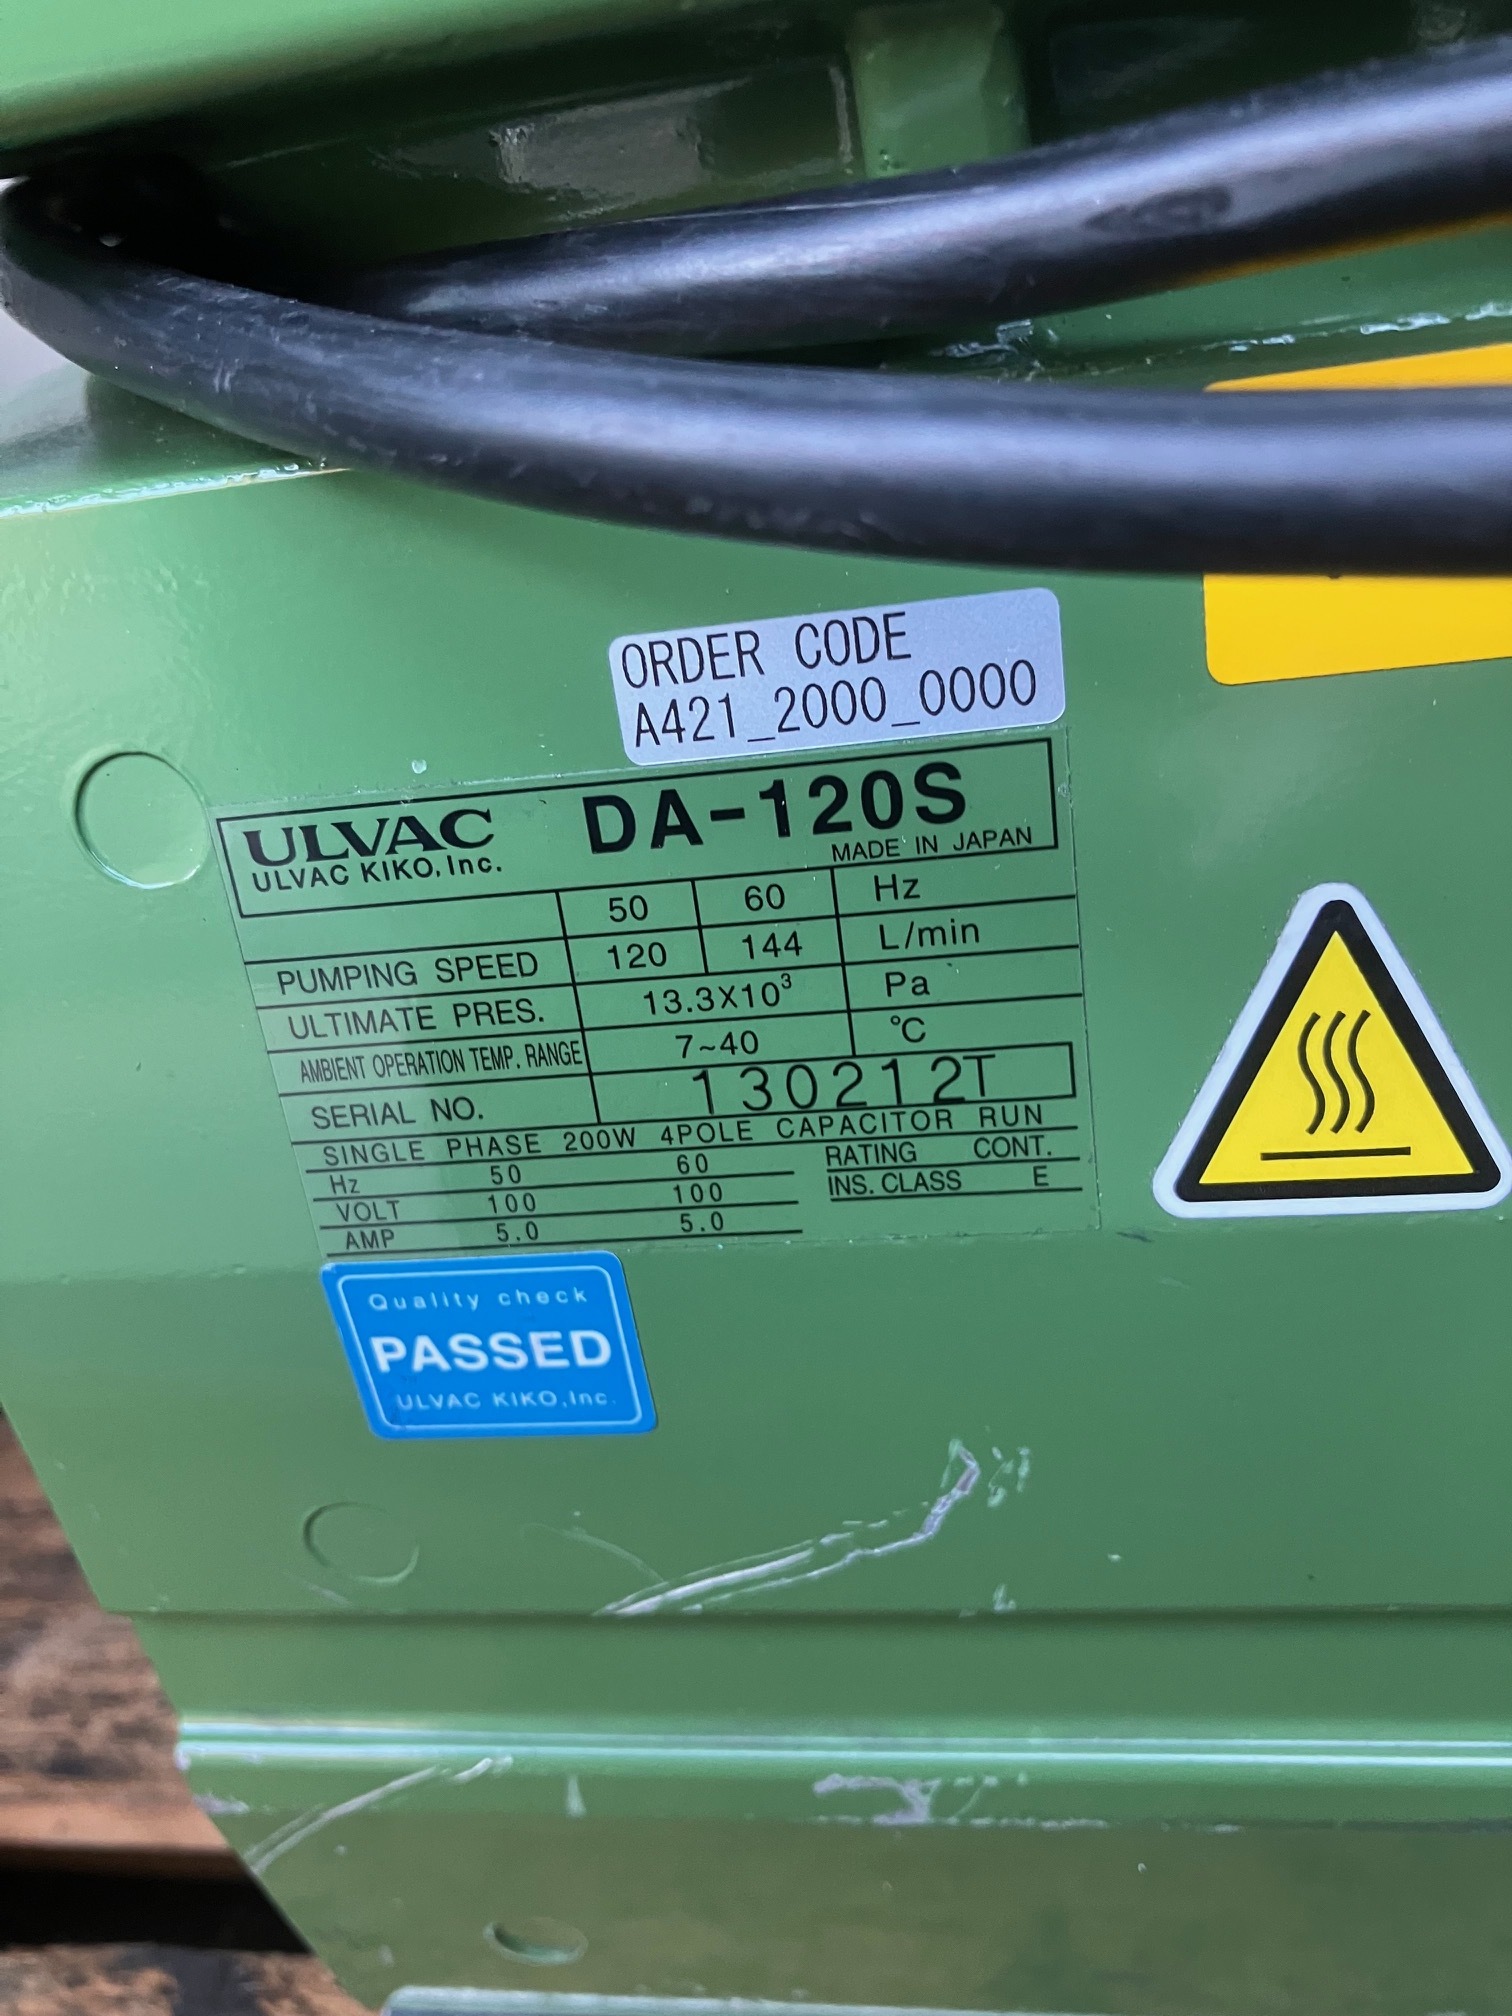 ORDER CODE
A421_2000_0000
ULVAC DA-120S
ULVAC KIKO,Inc. MADE IN JAPAN
50 60 Hz
PUMPING SPEED 120 144 L/min
ULTIMATE PRES. 13.3X10³ Pa
AMBIENT OPERATION TEMP. RANGE 7~40 °C
SERIAL NO. 130212T
SINGLE PHASE 200W 4POLE CAPACITOR RUN
Hz 50 60 RATING CONT.
VOLT 100 100 INS. CLASS E
AMP 5.0 5.0
Quality check
PASSED
ULVAC KIKO,Inc.